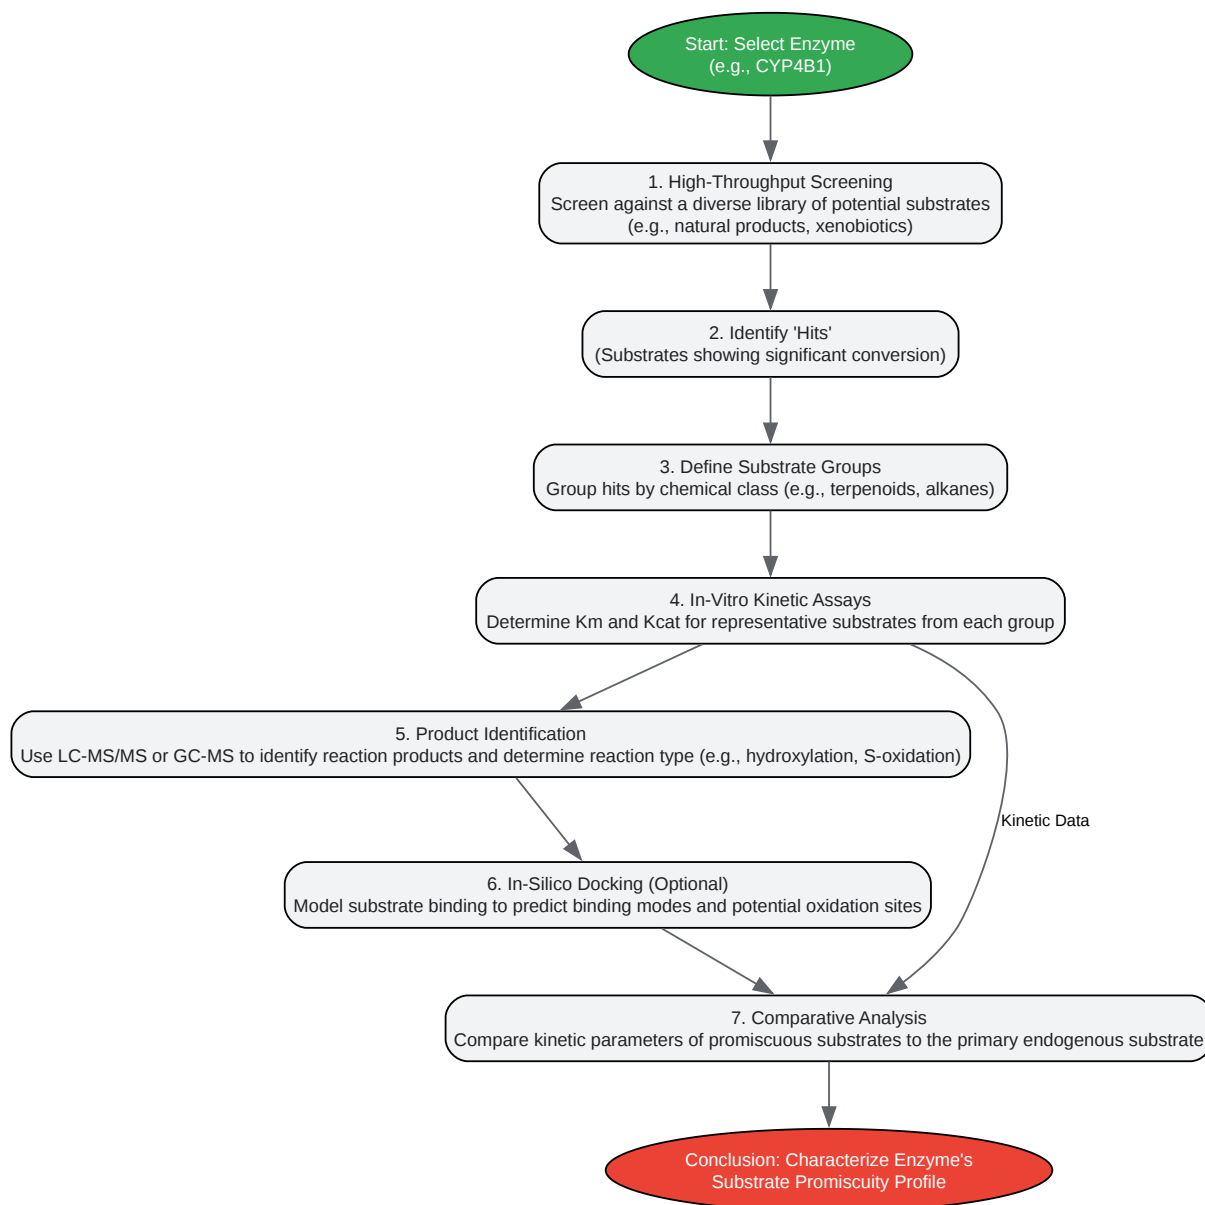 Start: Select Enzyme
(e.g., CYP4B1)
1. High-Throughput Screening
Screen against a diverse library of potential substrates
(e.g., natural products, xenobiotics)
2. Identify 'Hits'
(Substrates showing significant conversion)
3. Define Substrate Groups
Group hits by chemical class (e.g., terpenoids, alkanes)
4. In-Vitro Kinetic Assays
Determine Km and Kcat for representative substrates from each group
5. Product Identification
Use LC-MS/MS or GC-MS to identify reaction products and determine reaction type (e.g., hydroxylation, S-oxidation)
Kinetic Data
6. In-Silico Docking (Optional)
Model substrate binding to predict binding modes and potential oxidation sites
7. Comparative Analysis
Compare kinetic parameters of promiscuous substrates to the primary endogenous substrate
Conclusion: Characterize Enzyme's
Substrate Promiscuity Profile